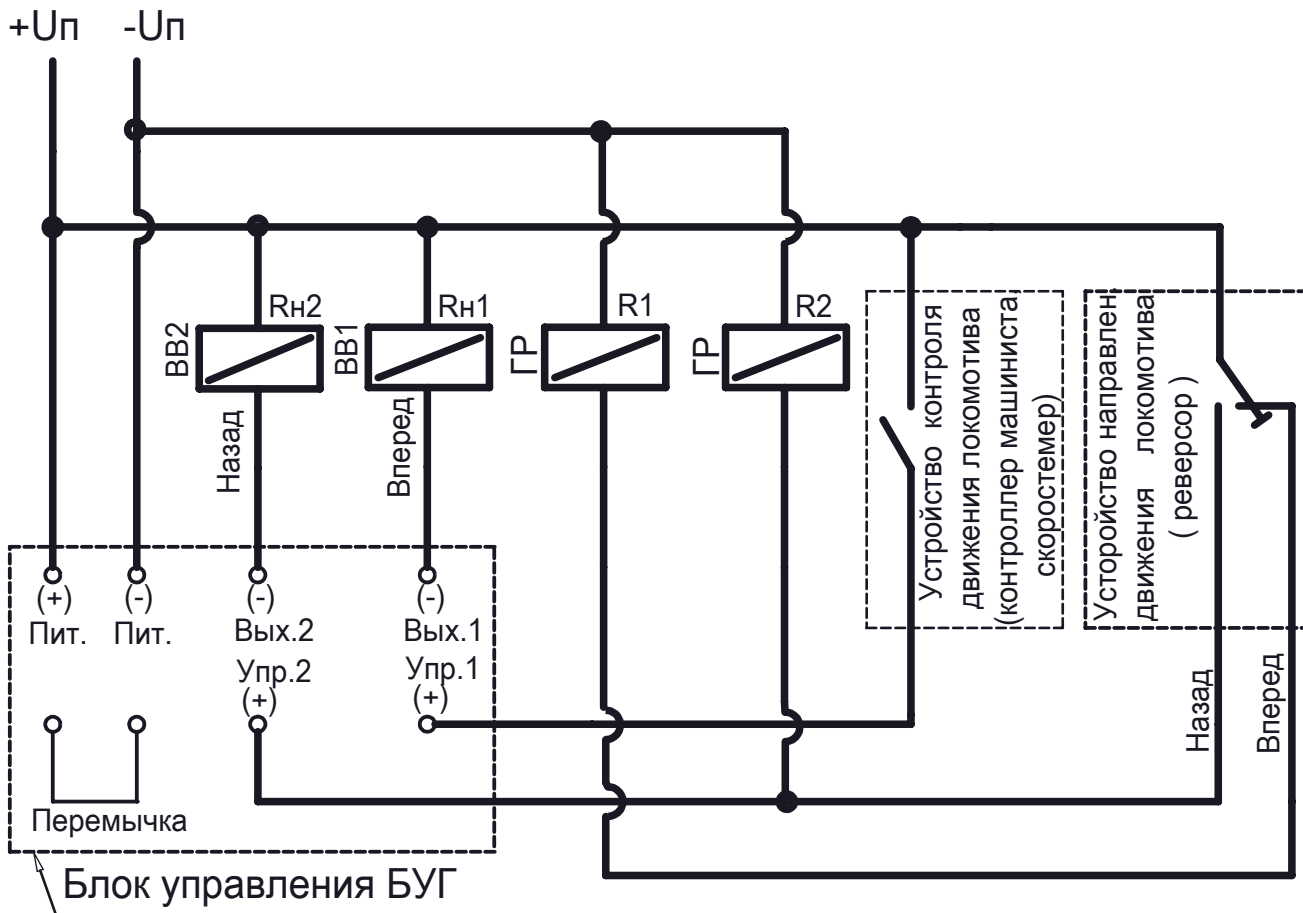 +Uп -Uп
Rн2
Rн1
R1
R2
ВВ2
ВВ1
ГР
ГР
Назад
Вперед
Устройство контроля
движения локомотива
(контроллер машиниста,
скоростемер)
Усторойство направлен
движения локомотива
( реверсор )
(+)
Пит.
(-)
Пит.
(-)
Вых.2
(-)
Вых.1
Упр.2
(+)
Упр.1
(+)
Назад
Вперед
Перемычка
Блок управления БУГ